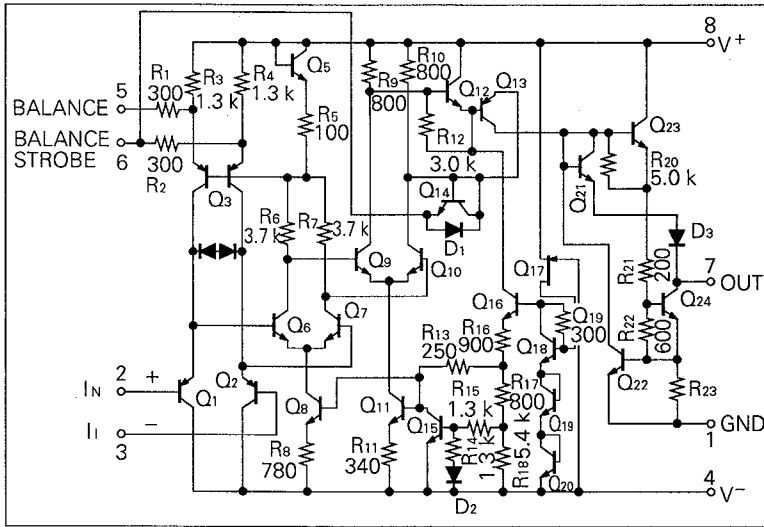 8
V+
R1
300
R3
1.3 k
R4
1.3 k
Q5
R9
800
R10
800
Q12
Q13
5
BALANCE
R5
100
R12
3.0 k
Q23
BALANCE
STROBE
6
300
R2
Q3
R20
5.0 k
Q14
Q21
R6
3.7 k
R7
3.7 k
D1
D3
Q9
Q10
Q17
R21
200
7
OUT
Q16
Q24
Q6
Q7
R13
250
R16
900
Q19
300
Q18
R22
600
2
IN
+
Q1
Q2
Q8
Q11
Q15
R15
1.3 k
R17
800
Q22
R23
II
−
3
Q19
GND
1
R8
780
R11
340
R14
1.3 k
R18
5.4 k
Q20
D2
4
V−